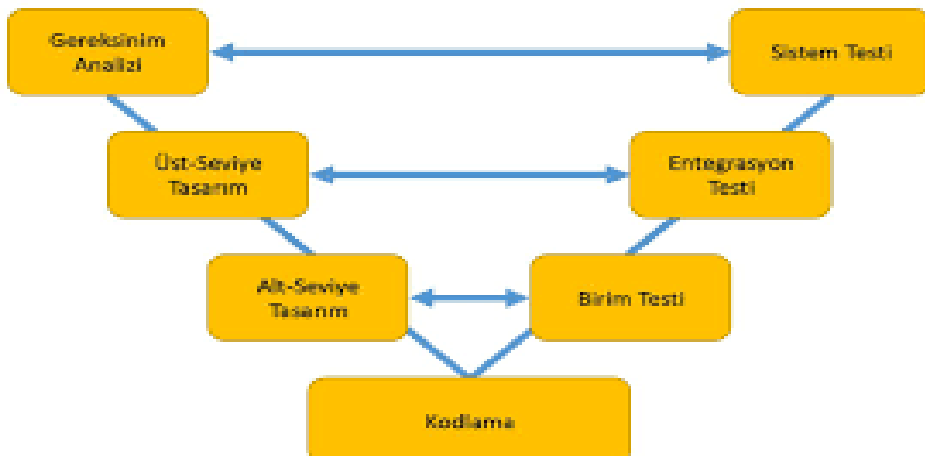 Gereksinim
Analizi
Sistem Testi
Üst-Seviye
Tasarım
Entegrasyon
Testi
Alt-Seviye
Tasarım
Birim Testi
Kodlama